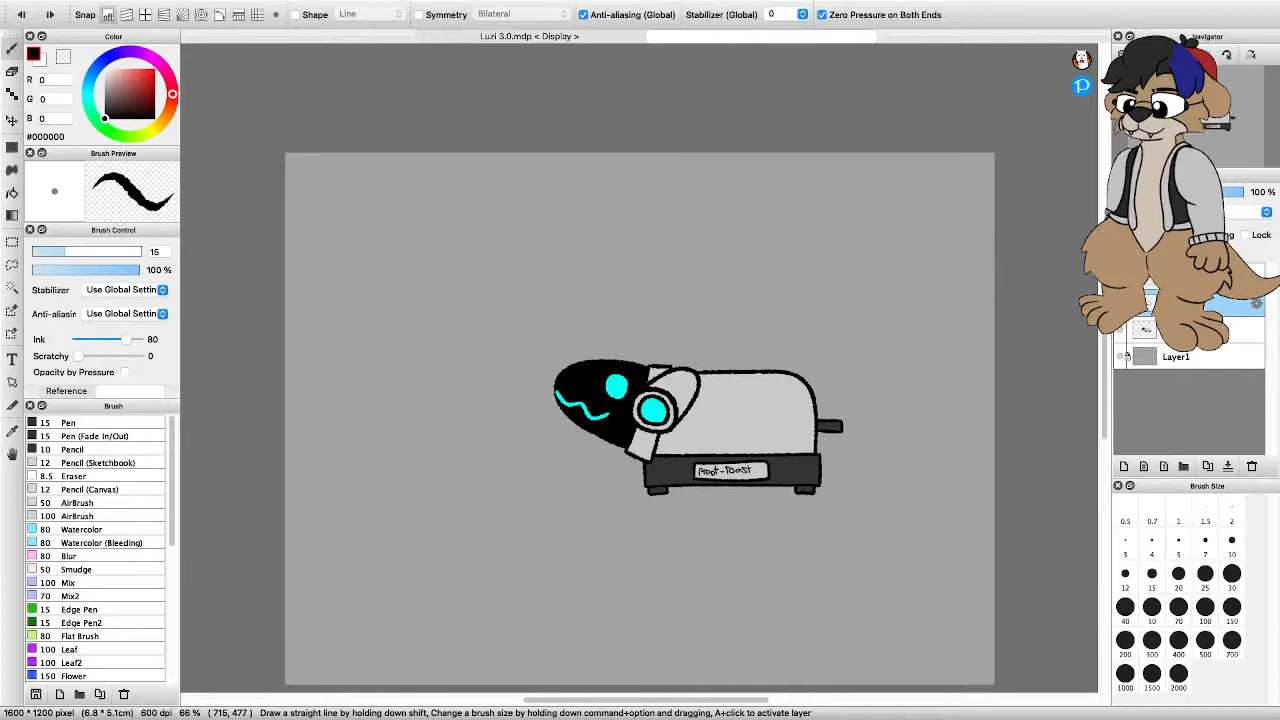 Snap
Shape
Line
Symmetry
Bilateral
Anti-aliasing (Global)
Stabilizer (Global)
0
Zero Pressure on Both Ends
Color
Luzi 3.0.mdp < Display >
Navigator
R 0
G 0
B 0
#000000
Brush Preview
100 %
Lock
Brush Control
15
100 %
Stabilizer
Use Global Settin
Anti-aliasin
Use Global Settin
Ink 80
Scratchy 0
Opacity by Pressure
Reference
Layer1
Brush
15 Pen
15 Pen (Fade In/Out)
10 Pencil
12 Pencil (Sketchbook)
8.5 Eraser
12 Pencil (Canvas)
50 AirBrush
100 AirBrush
80 Watercolor
80 Watercolor (Bleeding)
80 Blur
50 Smudge
100 Mix
70 Mix2
15 Edge Pen
15 Edge Pen2
80 Flat Brush
100 Leaf
100 Leaf2
150 Flower
Proot-toast
Brush Size
0.5 0.7 1 1.5 2
3 4 5 7 10
12 15 20 25 30
40 50 70 100 150
200 300 400 500 700
1000 1500 2000
1600 * 1200 pixel (6.8 * 5.1cm) 600 dpi 66 % ( 715, 477 ) Draw a straight line by holding down shift, Change a brush size by holding down command+option and dragging, A+click to activate layer